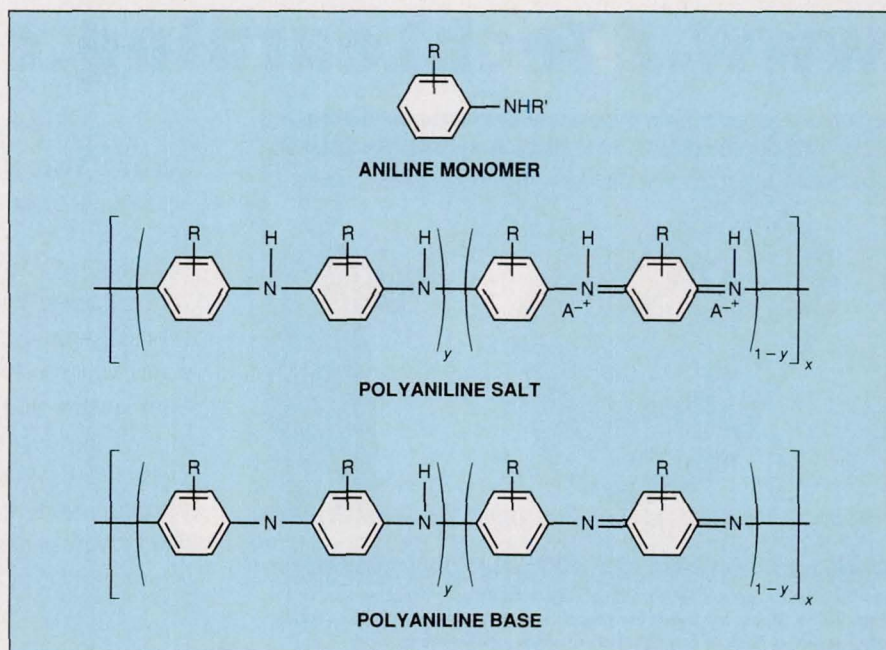 R
NHR'
ANILINE MONOMER
R H R H R H R H
N N N N
A⁻⁺ A⁻⁺
y 1 – y x
POLYANILINE SALT
R R H R R
N N N N
y 1 – y x
POLYANILINE BASE